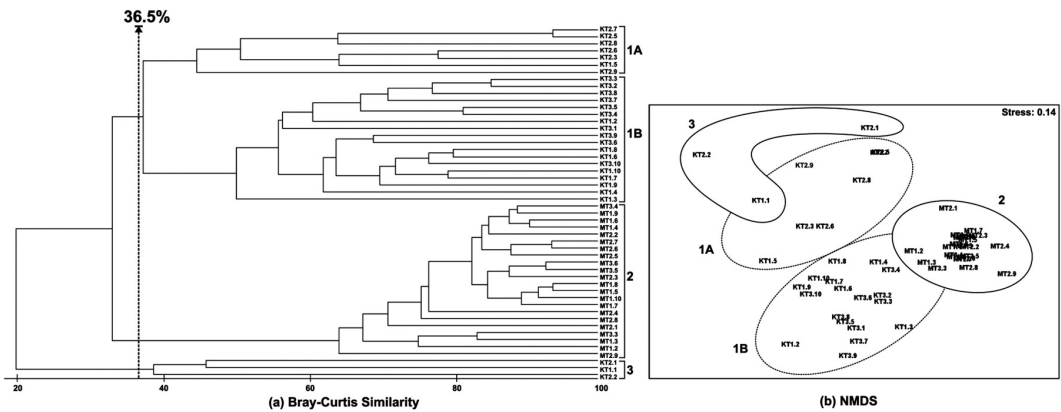 36.5%
KT2.7
KT2.5
KT2.8
KT2.6
KT2.3
KT1.5
KT2.9
1A
KT3.3
KT3.2
KT3.8
KT3.7
KT3.5
KT3.4
KT1.2
KT3.1
KT3.9
KT3.6
KT1.8
KT1.6
KT3.10
KT1.10
KT1.7
KT1.9
KT1.4
KT1.3
1B
MT3.4
MT1.9
MT1.6
MT1.4
MT2.2
MT2.7
MT2.6
MT2.5
MT3.6
MT3.5
MT2.3
MT1.8
MT1.5
MT1.10
MT1.7
MT2.4
MT2.8
MT2.1
MT3.3
MT1.3
MT1.2
MT2.9
2
KT2.1
KT1.1
KT2.2
3
20 40 60 80 100
(a) Bray-Curtis Similarity
Stress: 0.14
3
KT2.1
KT2.2
KT2.9
KT2.8
KT1.1
2
MT2.1
KT2.3 KT2.6
MT1.7
MT2.4
1A
MT1.2
KT1.5
KT1.8
KT1.4
MT1.3
MT3.3
MT2.8
KT3.4
MT2.9
KT1.10
KT1.7
KT1.9
KT1.6
KT3.10
KT3.6
KT3.2
KT3.3
KT3.8
KT3.5
KT3.1
KT1.3
1B
KT1.2
KT3.7
KT3.9
(b) NMDS